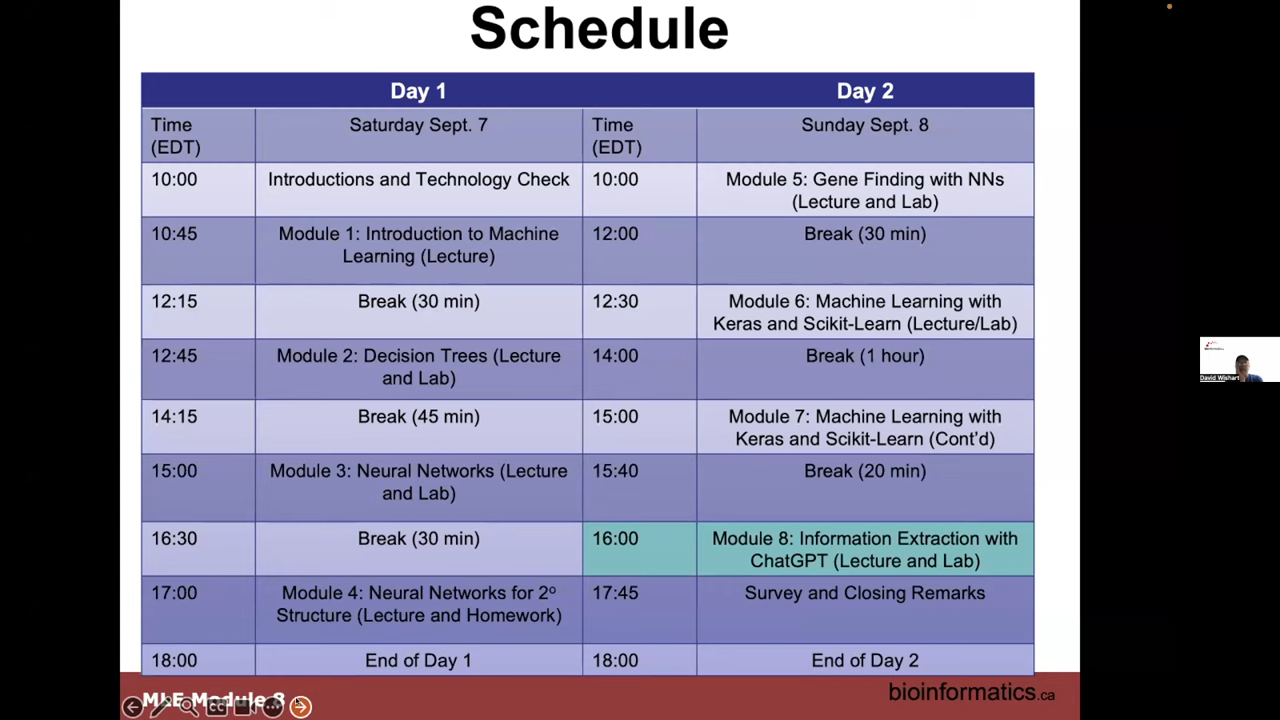 Schedule
Day 1
Day 2
Time
(EDT)
Saturday Sept. 7
Time
(EDT)
Sunday Sept. 8
10:00
Introductions and Technology Check
10:00
Module 5: Gene Finding with NNs
(Lecture and Lab)
10:45
Module 1: Introduction to Machine
Learning (Lecture)
12:00
Break (30 min)
12:15
Break (30 min)
12:30
Module 6: Machine Learning with
Keras and Scikit-Learn (Lecture/Lab)
12:45
Module 2: Decision Trees (Lecture
and Lab)
14:00
Break (1 hour)
14:15
Break (45 min)
15:00
Module 7: Machine Learning with
Keras and Scikit-Learn (Cont'd)
15:00
Module 3: Neural Networks (Lecture
and Lab)
15:40
Break (20 min)
16:30
Break (30 min)
16:00
Module 8: Information Extraction with
ChatGPT (Lecture and Lab)
17:00
Module 4: Neural Networks for 2º
Structure (Lecture and Homework)
17:45
Survey and Closing Remarks
18:00
End of Day 1
18:00
End of Day 2
MLE Module 8
CC
bioinformatics.ca
David Wishart